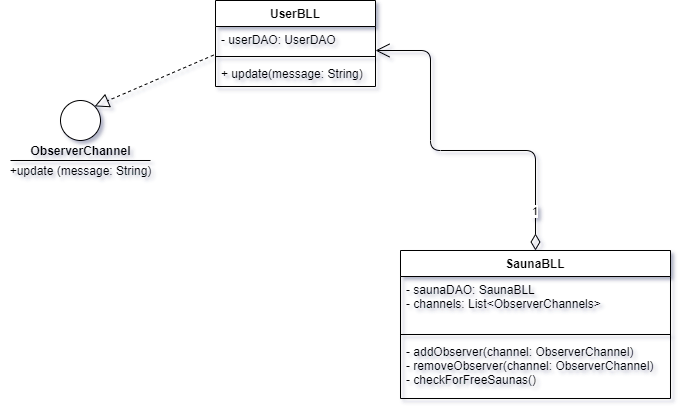 UserBLL
- userDAO: UserDAO
+ update(message: String)
ObserverChannel
+update (message: String)
1
SaunaBLL
- saunaDAO: SaunaBLL
- channels: List<ObserverChannels>
- addObserver(channel: ObserverChannel)
- removeObserver(channel: ObserverChannel)
- checkForFreeSaunas()